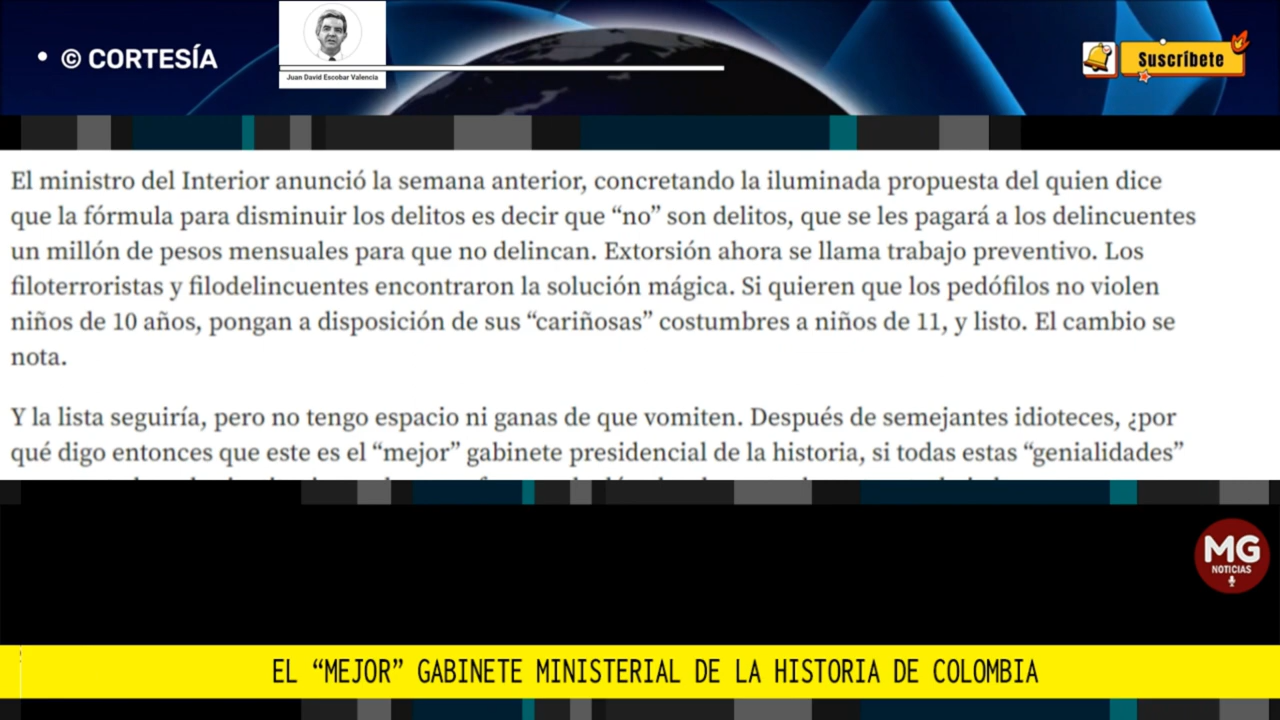 • © CORTESÍA
Juan David Escobar Valencia
Suscríbete
El ministro del Interior anunció la semana anterior, concretando la iluminada propuesta del quien dice
que la fórmula para disminuir los delitos es decir que “no” son delitos, que se les pagará a los delincuentes
un millón de pesos mensuales para que no delincan. Extorsión ahora se llama trabajo preventivo. Los
filoterroristas y filodelincuentes encontraron la solución mágica. Si quieren que los pedófilos no violen
niños de 10 años, pongan a disposición de sus “cariñosas” costumbres a niños de 11, y listo. El cambio se
nota.
Y la lista seguiría, pero no tengo espacio ni ganas de que vomiten. Después de semejantes idioteces, ¿por
qué digo entonces que este es el “mejor” gabinete presidencial de la historia, si todas estas “genialidades”
MG
NOTICIAS
EL “MEJOR” GABINETE MINISTERIAL DE LA HISTORIA DE COLOMBIA